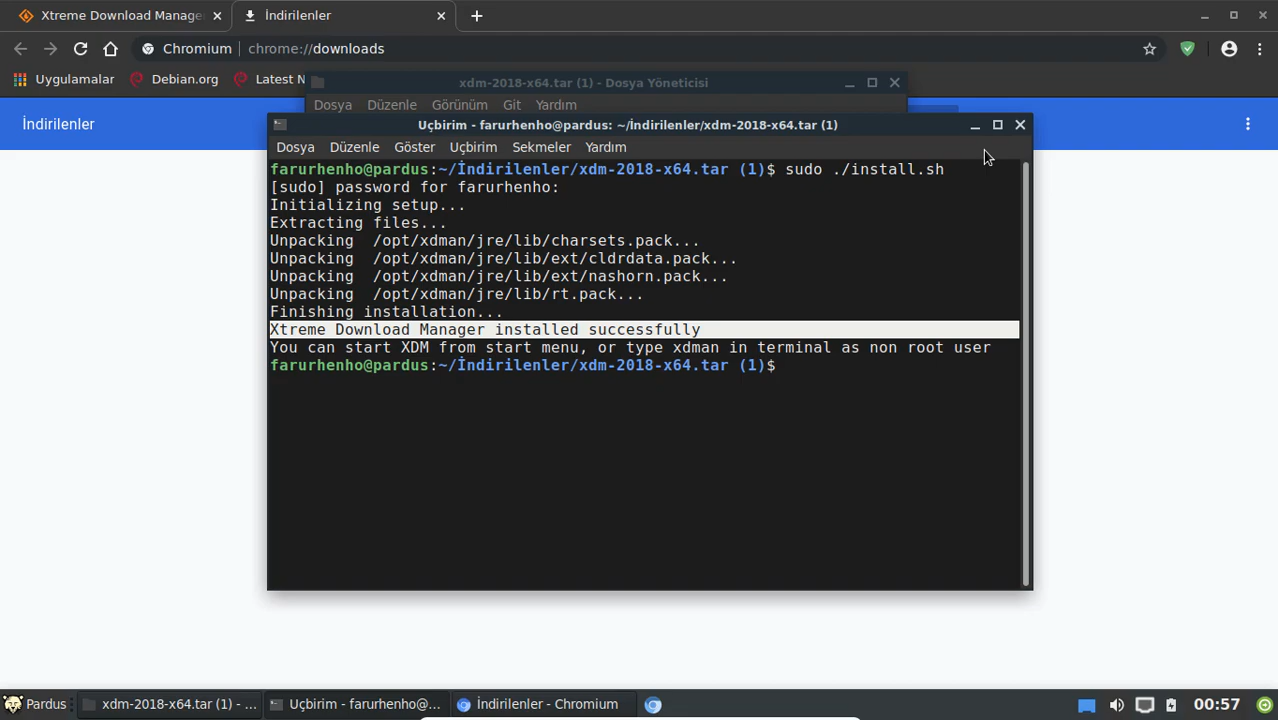 Xtreme Download Manage
İndirilenler
Chromium
chrome://downloads
Uygulamalar
Debian.org
Latest N
xdm-2018-x64.tar (1) - Dosya Yöneticisi
Dosya Düzenle Görünüm Git Yardım
İndirilenler
Uçbirim - farurhenho@pardus: ~/İndirilenler/xdm-2018-x64.tar (1)
Dosya Düzenle Göster Uçbirim Sekmeler Yardım
farurhenho@pardus:~/İndirilenler/xdm-2018-x64.tar (1)$ sudo ./install.sh
[sudo] password for farurhenho:
Initializing setup...
Extracting files...
Unpacking  /opt/xdman/jre/lib/charsets.pack...
Unpacking  /opt/xdman/jre/lib/ext/cldrdata.pack...
Unpacking  /opt/xdman/jre/lib/ext/nashorn.pack...
Unpacking  /opt/xdman/jre/lib/rt.pack...
Finishing installation...
Xtreme Download Manager installed successfully
You can start XDM from start menu, or type xdman in terminal as non root user
farurhenho@pardus:~/İndirilenler/xdm-2018-x64.tar (1)$
Pardus
xdm-2018-x64.tar (1) - ...
Uçbirim - farurhenho@...
İndirilenler - Chromium
00:57